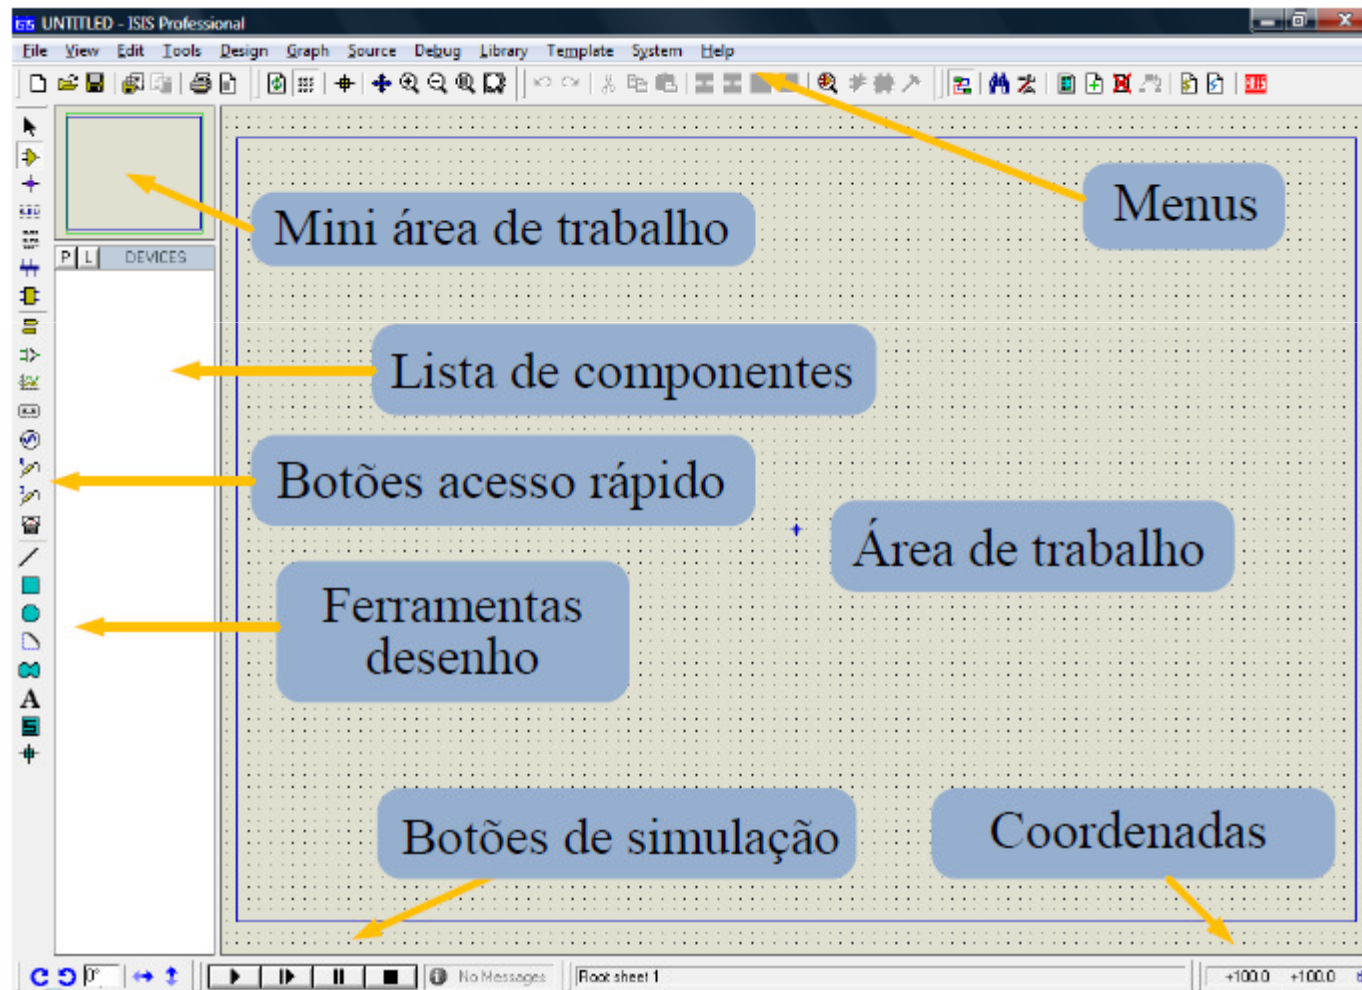 UNTITLED - ISIS Professional
File View Edit Tools Design Graph Source Debug Library Template System Help
Menus
Mini área de trabalho
P L DEVICES
Lista de componentes
Botões acesso rápido
Área de trabalho
Ferramentas
desenho
A
Botões de simulação
Coordenadas
0° No Messages Root sheet 1 +100.0 +100.0